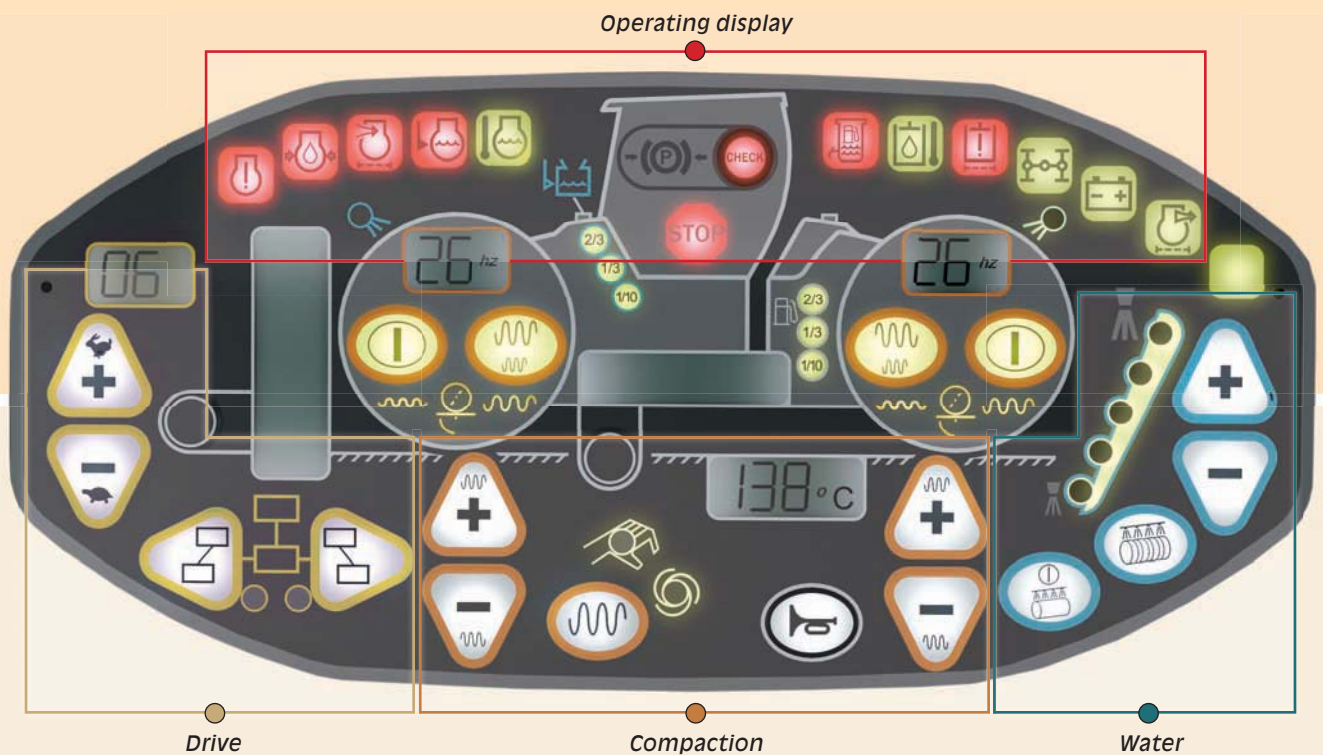 Operating display
P
CHECK
STOP
2/3
1/3
1/10
06
26 hz
26 hz
2/3
1/3
1/10
138°C
Drive
Compaction
Water